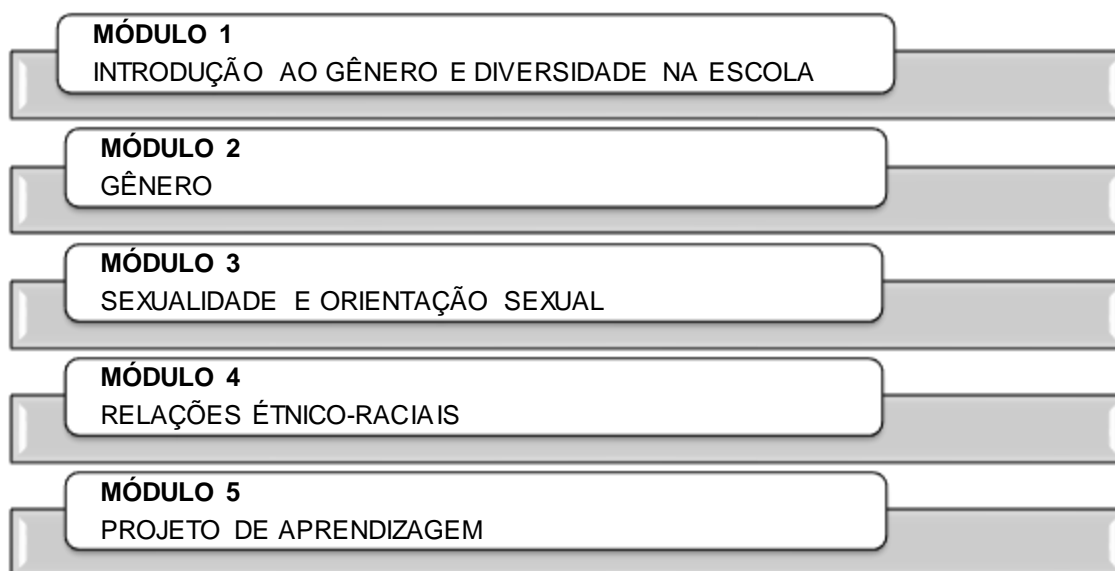 MÓDULO 1
INTRODUÇÃO AO GÊNERO E DIVERSIDADE NA ESCOLA
MÓDULO 2
GÊNERO
MÓDULO 3
SEXUALIDADE E ORIENTAÇÃO SEXUAL
MÓDULO 4
RELAÇÕES ÉTNICO-RACIAIS
MÓDULO 5
PROJETO DE APRENDIZAGEM